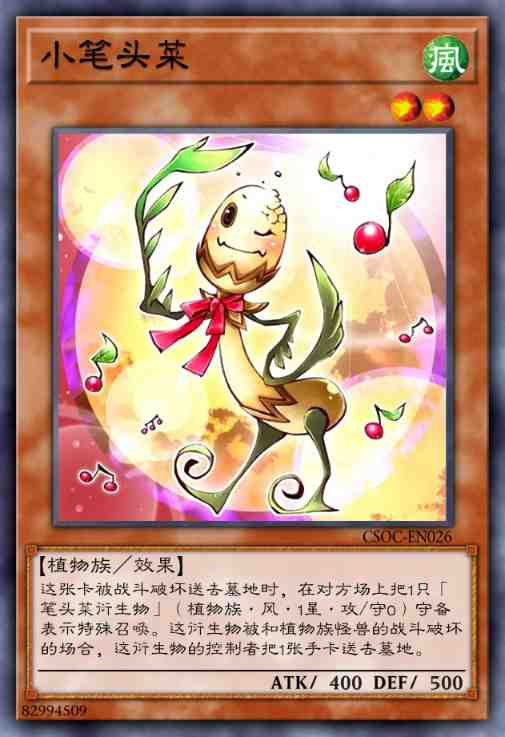 小笔头菜
瘋
CSOC-EN026
【植物族／效果】
这张卡被战斗破坏送去墓地时，在对方场上把1只「
笔头菜衍生物」（植物族·风·1星·攻/守0）守备
表示特殊召唤。这衍生物被和植物族怪兽的战斗破坏
的场合，这衍生物的控制者把1张手卡送去墓地。
ATK/ 400 DEF/ 500
82994509